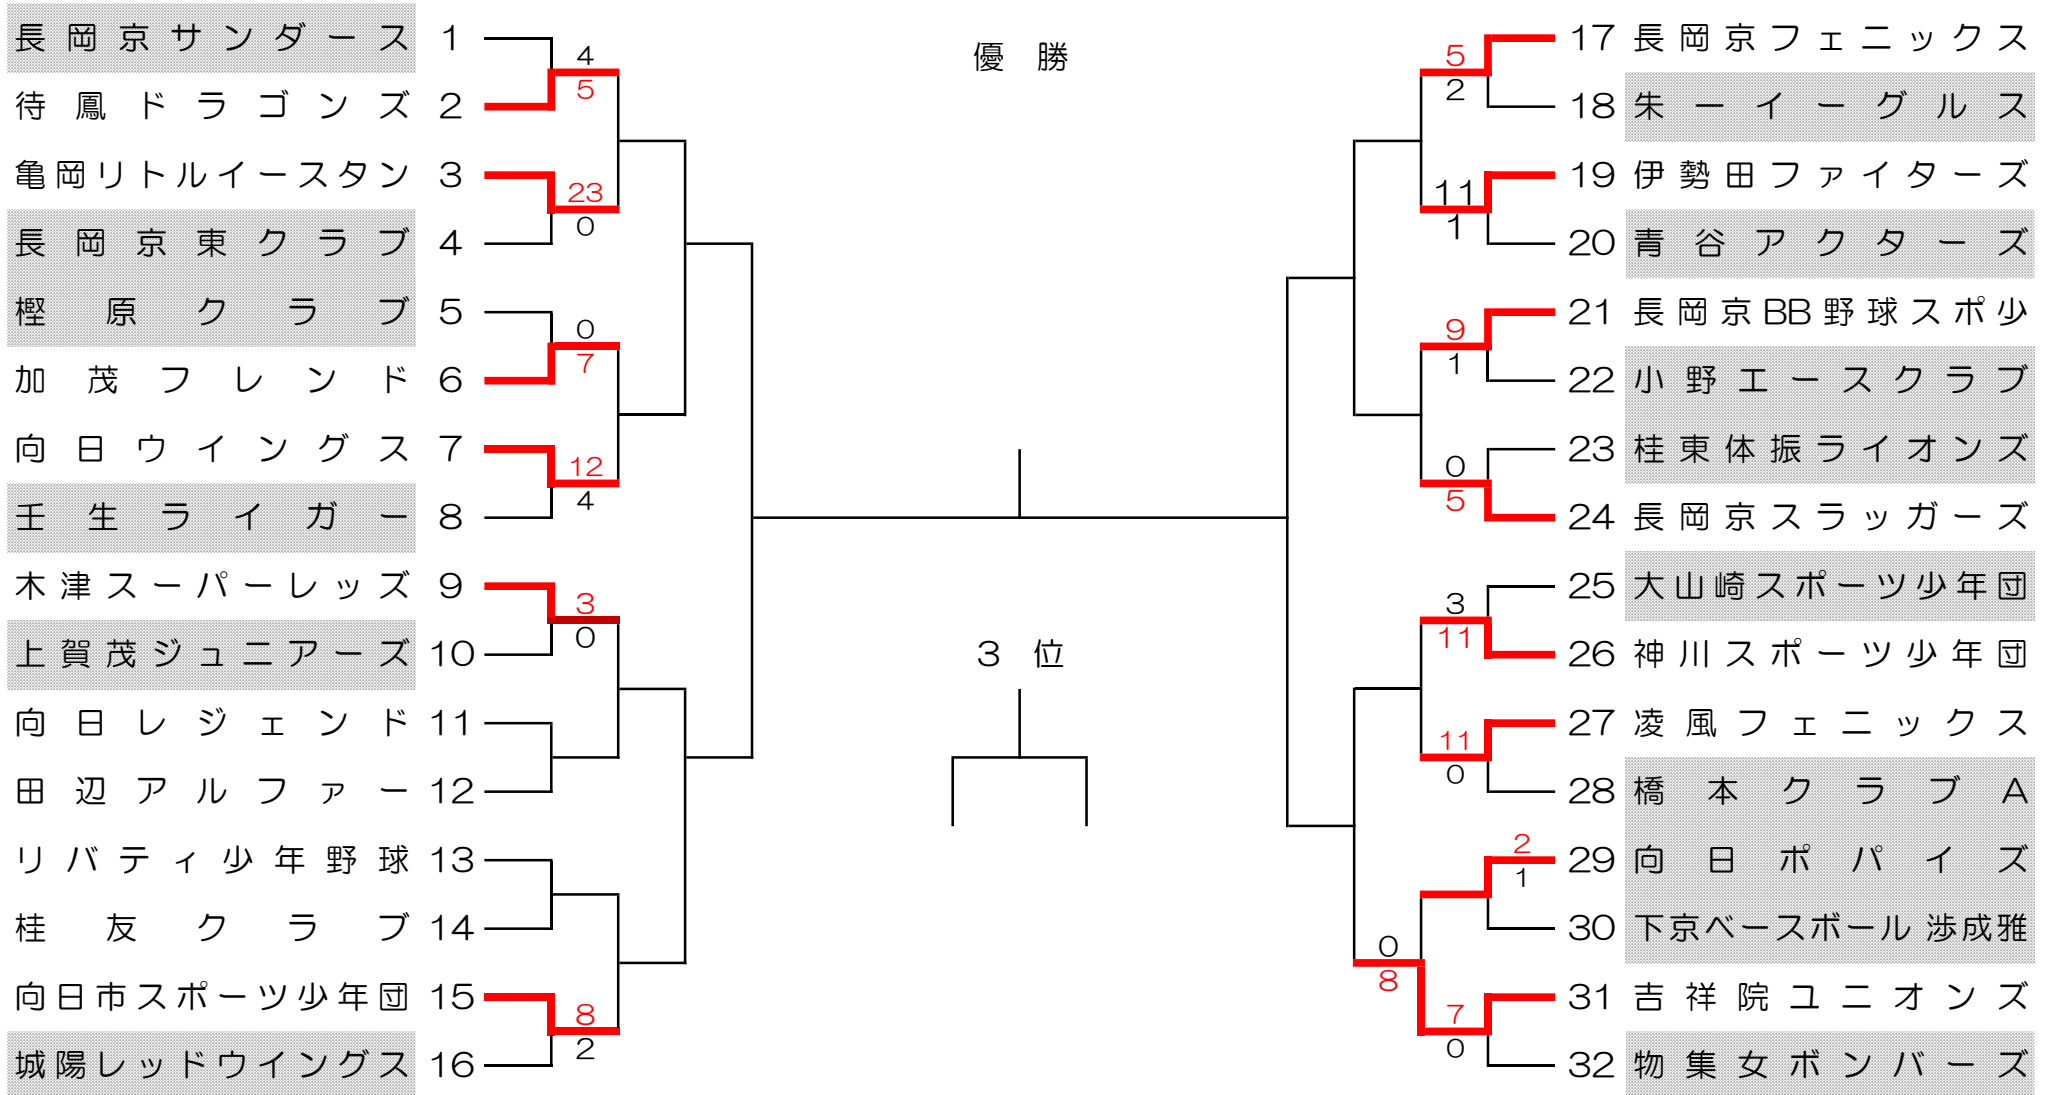 優勝
長岡京サンダース 1
4
5
待鳳ドラゴンズ 2
亀岡リトルイースタン 3
23
0
長岡京東クラブ 4
樫原クラブ 5
0
7
加茂フレンド 6
向日ウイングス 7
12
4
壬生ライガー 8
木津スーパーレッズ 9
3
0
上賀茂ジュニアーズ 10
向日レジェンド 11
田辺アルファー 12
リバティ少年野球 13
桂友クラブ 14
向日市スポーツ少年団 15
8
2
城陽レッドウイングス 16
3位
17 長岡京フェニックス
5
2
18 朱一イーグルス
19 伊勢田ファイターズ
11
1
20 青谷アクターズ
21 長岡京BB野球スポ少
9
1
22 小野エースクラブ
23 桂東体振ライオンズ
0
5
24 長岡京スラッガーズ
25 大山崎スポーツ少年団
3
11
26 神川スポーツ少年団
27 凌風フェニックス
11
0
28 橋本クラブA
29 向日ポパイズ
2
1
30 下京ベースボール 渉成雅
0
8
31 吉祥院ユニオンズ
7
0
32 物集女ボンバーズ